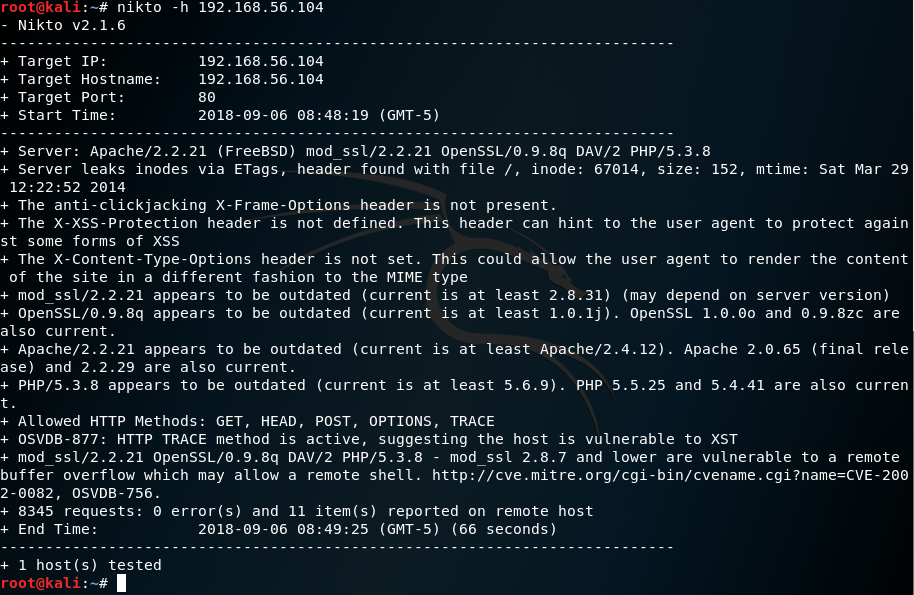 root@kali:~# nikto -h 192.168.56.104
- Nikto v2.1.6
---------------------------------------------------------------------------
+ Target IP:          192.168.56.104
+ Target Hostname:    192.168.56.104
+ Target Port:        80
+ Start Time:         2018-09-06 08:48:19 (GMT-5)
---------------------------------------------------------------------------
+ Server: Apache/2.2.21 (FreeBSD) mod_ssl/2.2.21 OpenSSL/0.9.8q DAV/2 PHP/5.3.8
+ Server leaks inodes via ETags, header found with file /, inode: 67014, size: 152, mtime: Sat Mar 29
 12:22:52 2014
+ The anti-clickjacking X-Frame-Options header is not present.
+ The X-XSS-Protection header is not defined. This header can hint to the user agent to protect again
st some forms of XSS
+ The X-Content-Type-Options header is not set. This could allow the user agent to render the content
 of the site in a different fashion to the MIME type
+ mod_ssl/2.2.21 appears to be outdated (current is at least 2.8.31) (may depend on server version)
+ OpenSSL/0.9.8q appears to be outdated (current is at least 1.0.1j). OpenSSL 1.0.0o and 0.9.8zc are
also current.
+ Apache/2.2.21 appears to be outdated (current is at least Apache/2.4.12). Apache 2.0.65 (final rele
ase) and 2.2.29 are also current.
+ PHP/5.3.8 appears to be outdated (current is at least 5.6.9). PHP 5.5.25 and 5.4.41 are also curren
t.
+ Allowed HTTP Methods: GET, HEAD, POST, OPTIONS, TRACE
+ OSVDB-877: HTTP TRACE method is active, suggesting the host is vulnerable to XST
+ mod_ssl/2.2.21 OpenSSL/0.9.8q DAV/2 PHP/5.3.8 - mod_ssl 2.8.7 and lower are vulnerable to a remote
buffer overflow which may allow a remote shell. http://cve.mitre.org/cgi-bin/cvename.cgi?name=CVE-200
2-0082, OSVDB-756.
+ 8345 requests: 0 error(s) and 11 item(s) reported on remote host
+ End Time:           2018-09-06 08:49:25 (GMT-5) (66 seconds)
---------------------------------------------------------------------------
+ 1 host(s) tested
root@kali:~#